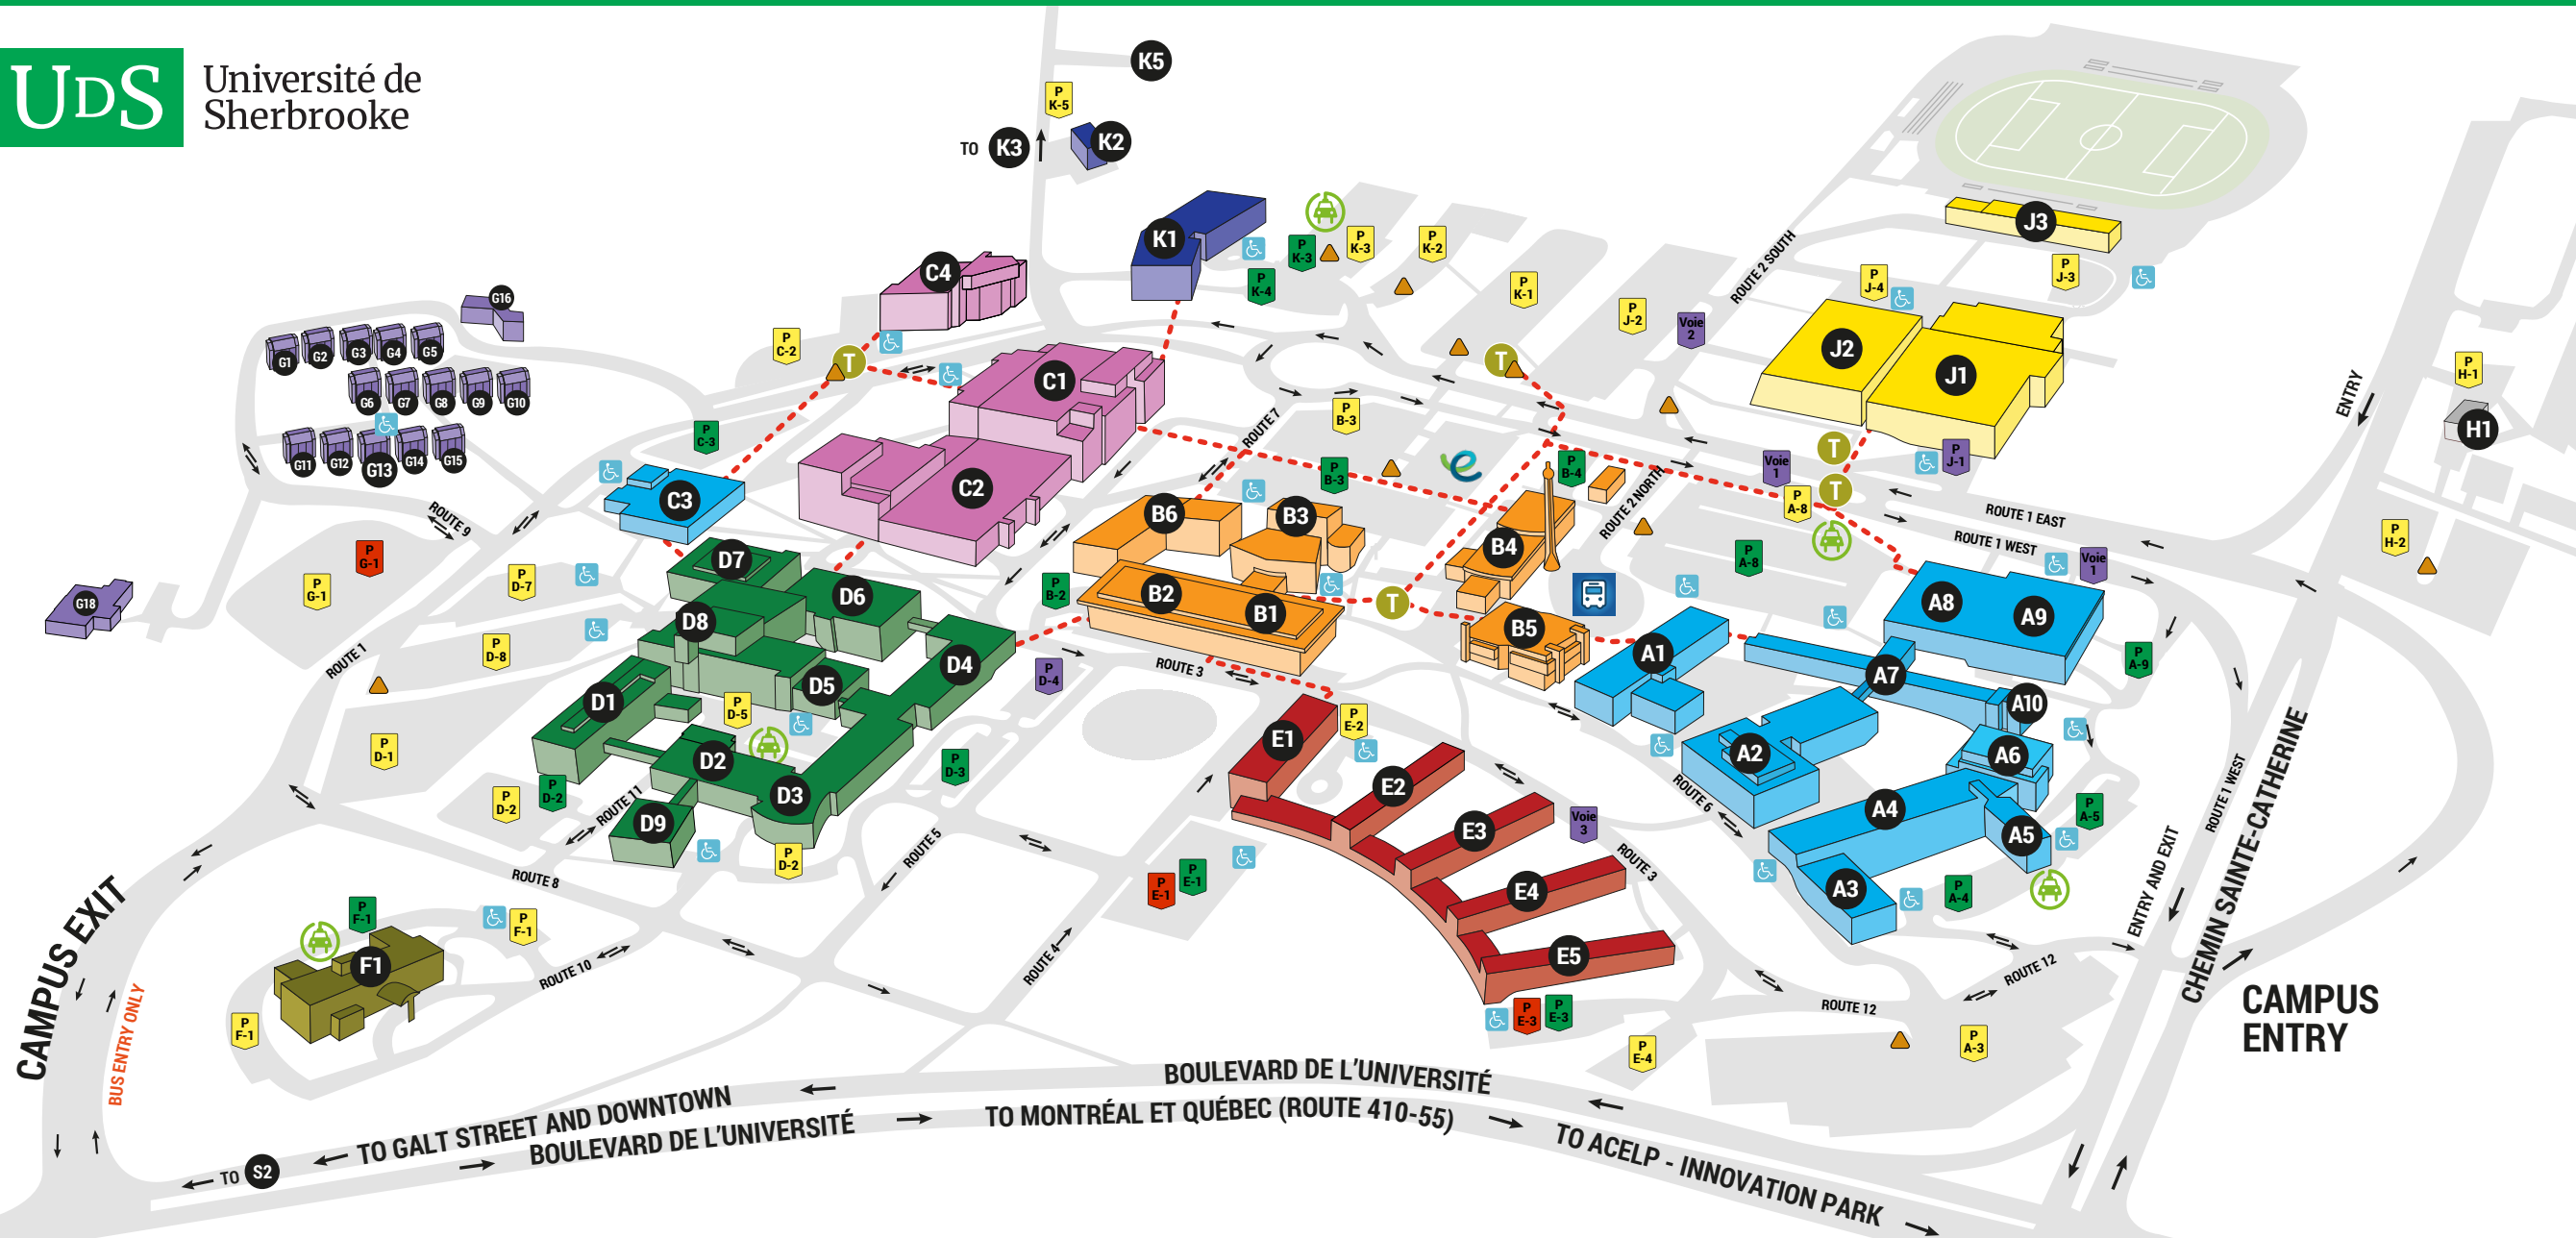 UDS
Université de
Sherbrooke
K5
P
K-5
TO K3
K2
K1
P
K-3
P
K-3
P
K-2
P
K-4
P
K-1
P
J-2
Voie
2
ROUTE 2 SOUTH
J3
P
J-3
P
J-4
J2
J1
P
J-1
Voie
1
T
T
P
A-8
ENTRY
P
H-1
H1
P
H-2
C4
P
C-2
T
C1
C2
P
C-3
C3
G16
G1
G2
G3
G4
G5
G6
G7
G8
G9
G10
G11
G12
G13
G14
G15
G18
ROUTE 9
P
G-1
P
G-1
P
D-7
P
D-8
ROUTE 1
P
D-1
ROUTE 7
P
B-3
P
B-3
T
P
B-4
ROUTE 2 NORTH
B6
B3
B4
B2
B1
B5
T
P
B-2
ROUTE 1 EAST
ROUTE 1 WEST
Voie
1
P
A-8
A8
A9
P
A-9
A1
A7
A10
A2
A6
A4
A5
A3
P
A-5
P
A-4
ROUTE 6
D7
D6
D8
D4
D5
D1
D2
D3
D9
P
D-5
P
D-4
P
D-3
P
D-2
P
D-2
P
D-2
ROUTE 11
ROUTE 3
E1
P
E-2
E2
E3
E4
E5
Voie
3
ROUTE 3
P
E-1
P
E-1
P
E-3
P
E-3
P
E-4
ROUTE 5
ROUTE 4
ROUTE 8
ROUTE 10
P
F-1
P
F-1
P
F-1
F1
ROUTE 12
ROUTE 12
P
A-3
ENTRY AND EXIT
ROUTE 1 WEST
CHEMIN SAINTE-CATHERINE
CAMPUS
ENTRY
CAMPUS EXIT
BUS ENTRY ONLY
BOULEVARD DE L'UNIVERSITÉ
TO GALT STREET AND DOWNTOWN
BOULEVARD DE L'UNIVERSITÉ
TO MONTRÉAL ET QUÉBEC (ROUTE 410-55)
TO ACELP - INNOVATION PARK
TO S2